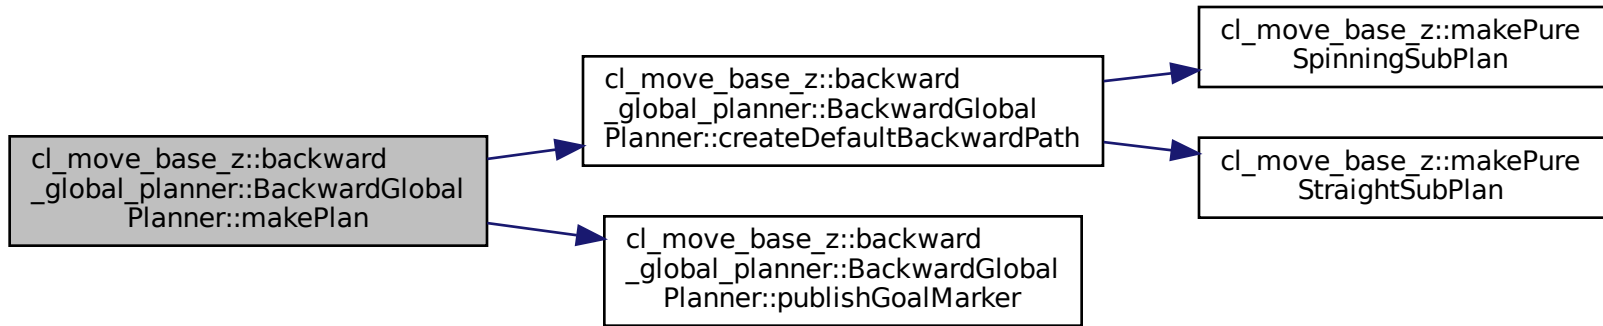 cl_move_base_z::backward
_global_planner::BackwardGlobal
Planner::makePlan
cl_move_base_z::backward
_global_planner::BackwardGlobal
Planner::createDefaultBackwardPath
cl_move_base_z::makePure
SpinningSubPlan
cl_move_base_z::makePure
StraightSubPlan
cl_move_base_z::backward
_global_planner::BackwardGlobal
Planner::publishGoalMarker